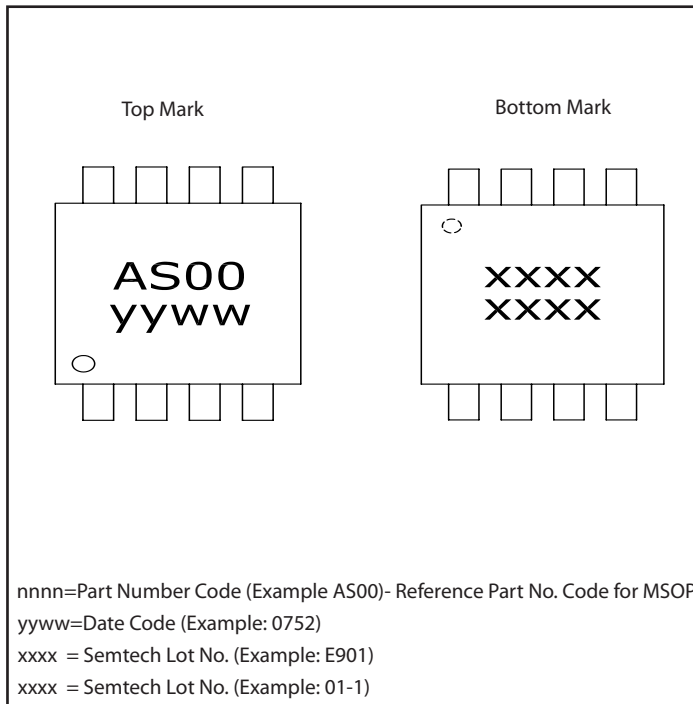 Top Mark
Bottom Mark
AS00
yyww
xxxx
xxxx
nnnn=Part Number Code (Example AS00)- Reference Part No. Code for MSOP
yyww=Date Code (Example: 0752)
xxxx = Semtech Lot No. (Example: E901)
xxxx = Semtech Lot No. (Example: 01-1)